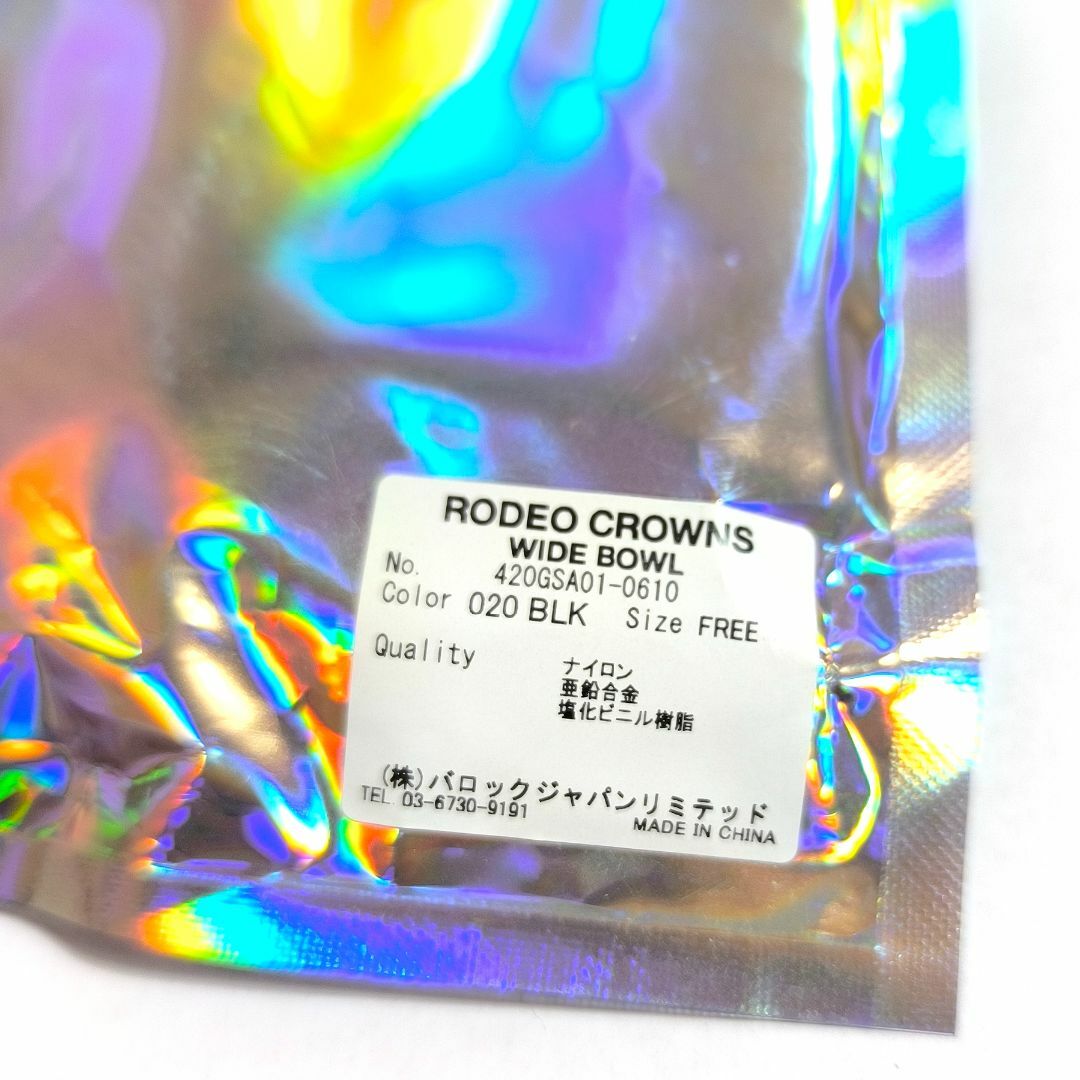 RODEO CROWNS
WIDE BOWL
No. 420GSA01-0610
Color 020 BLK Size FREE
Quality ナイロン
亜鉛合金
塩化ビニル樹脂
(株)バロックジャパンリミテッド
TEL. 03-6730-9191
MADE IN CHINA